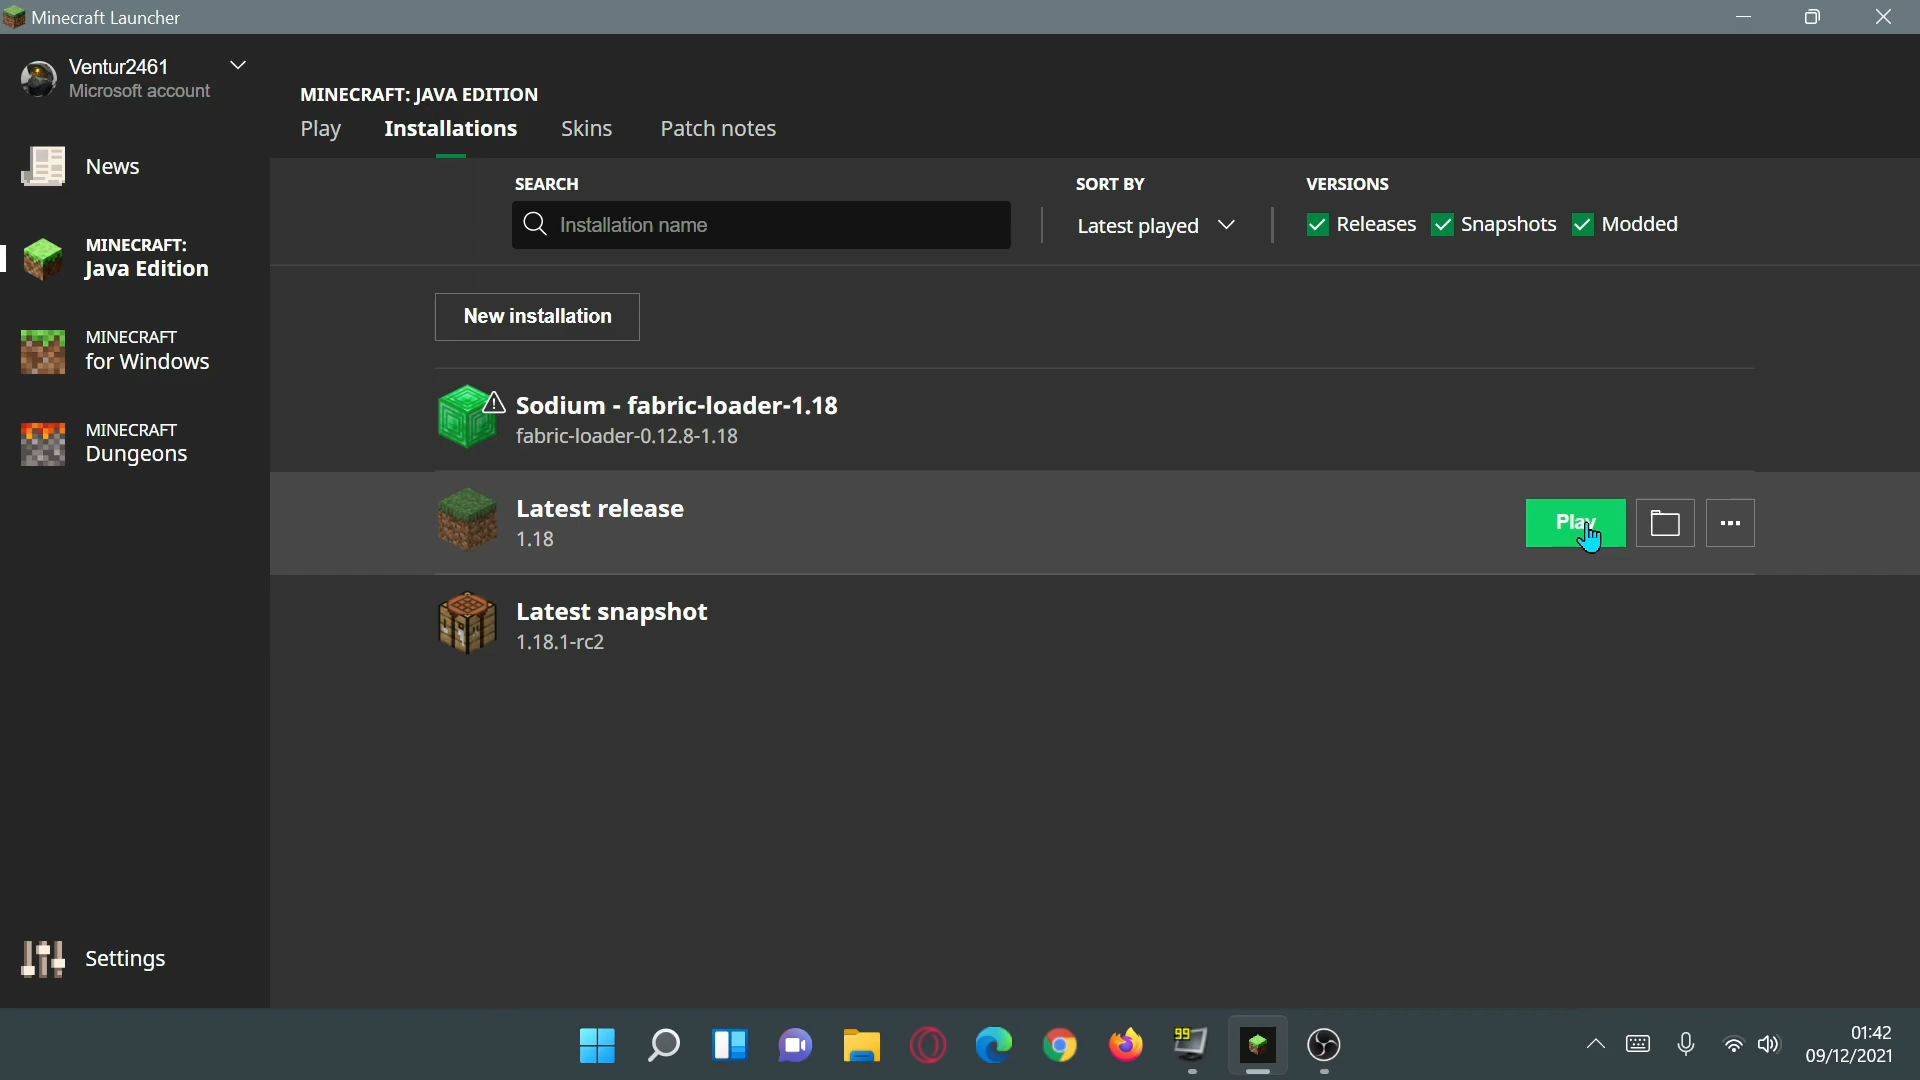 Minecraft Launcher
Ventur2461
Microsoft account
News
MINECRAFT:
Java Edition
MINECRAFT
for Windows
MINECRAFT
Dungeons
Settings
MINECRAFT: JAVA EDITION
Play Installations Skins Patch notes
SEARCH SORT BY VERSIONS
Installation name Latest played Releases Snapshots Modded
New installation
Sodium - fabric-loader-1.18
fabric-loader-0.12.8-1.18
Latest release
1.18
Play
Latest snapshot
1.18.1-rc2
99
01:42
09/12/2021